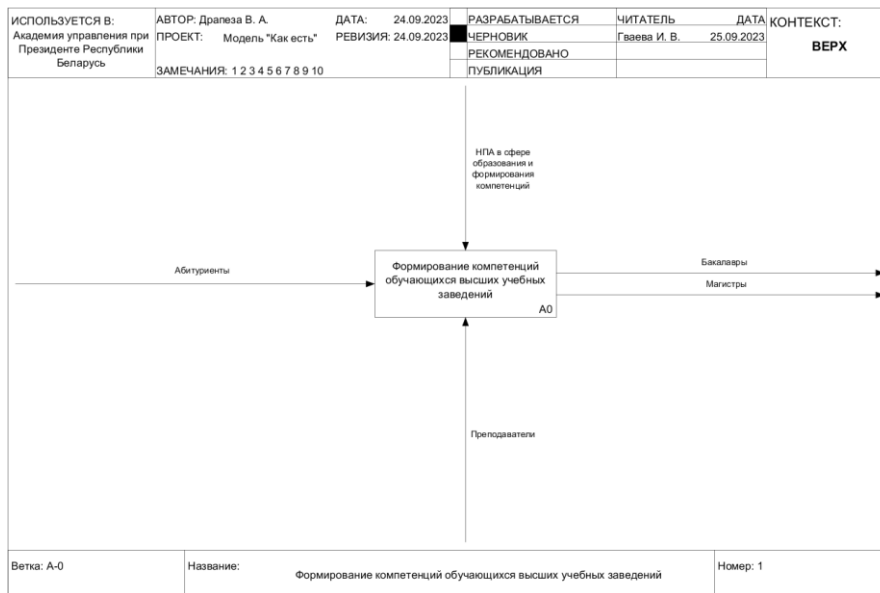 ИСПОЛЬЗУЕТСЯ В:
Академия управления при
Президенте Республики
Беларусь
АВТОР: Драпеза В. А.
ДАТА: 24.09.2023
ПРОЕКТ: Модель "Как есть"
РЕВИЗИЯ: 24.09.2023
ЗАМЕЧАНИЯ: 1 2 3 4 5 6 7 8 9 10
РАЗРАБАТЫВАЕТСЯ
ЧЕРНОВИК
РЕКОМЕНДОВАНО
ПУБЛИКАЦИЯ
ЧИТАТЕЛЬ ДАТА
Гваева И. В. 25.09.2023
КОНТЕКСТ:
ВЕРХ
НПА в сфере
образования и
формирования
компетенций
Абитуриенты
Формирование компетенций
обучающихся высших учебных
заведений
A0
Бакалавры
Магистры
Преподаватели
Ветка: A-0
Название:
Формирование компетенций обучающихся высших учебных заведений
Номер: 1